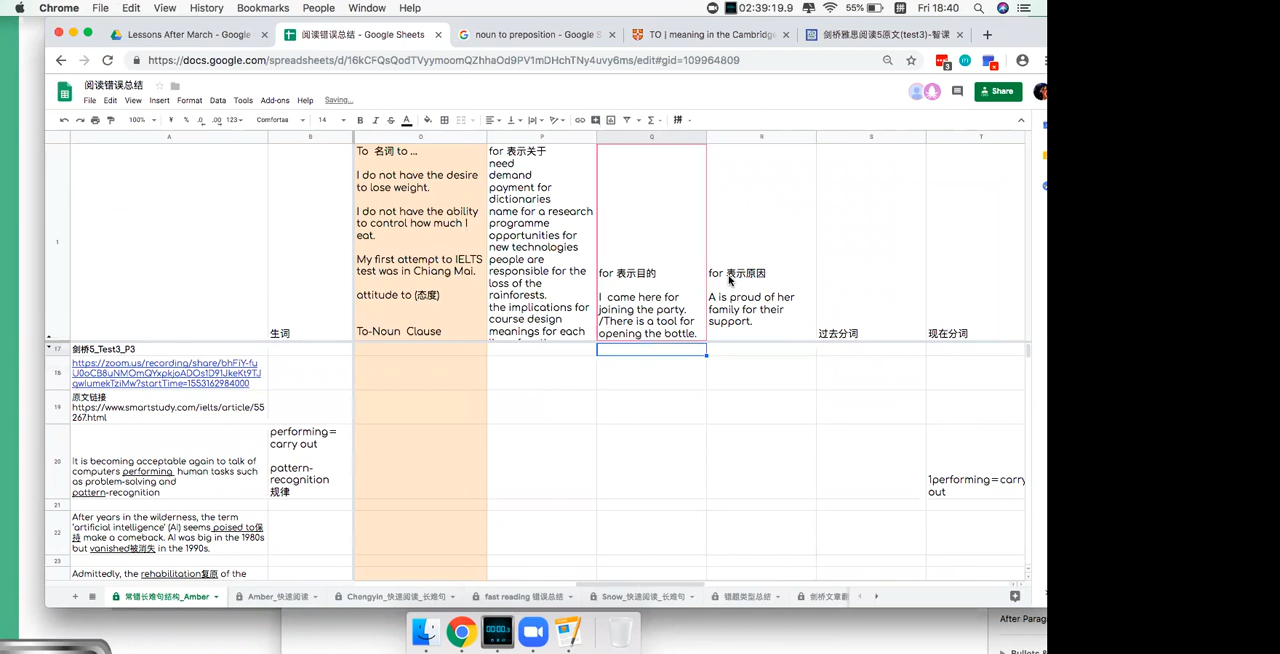 Chrome File Edit View History Bookmarks People Window Help 02:39:19.9 55% 拼 Fri 18:40
Lessons After March - Google
阅读错误总结 - Google Sheets
noun to preposition - Google S
TO | meaning in the Cambridge
剑桥雅思阅读5原文(test3)-智课
https://docs.google.com/spreadsheets/d/16kCFQsQodTVyymoomQZhhaOd9PV1mDHchTNy4uvy6ms/edit#gid=109964809
阅读错误总结
File Edit View Insert Format Data Tools Add-ons Help Saving...
Share
100% ¥ % .0 .00 123 Comfortaa 14 B I S A 拼
A B O P Q R S T
1
生词
To 名词 to ...
I do not have the desire
to lose weight.
I do not have the ability
to control how much I
eat.
My first attempt to IELTS
test was in Chiang Mai.
attitude to (态度)
To-Noun Clause
for 表示关于
need
demand
payment for
dictionaries
name for a research
programme
opportunities for
new technologies
people are
responsible for the
loss of the
rainforests.
the implications for
course design
meanings for each
for 表示目的
I came here for
joining the party.
/There is a tool for
opening the bottle.
for 表示原因
A is proud of her
family for their
support.
过去分词
现在分词
17 剑桥5_Test3_P3
18
https://zoom.us/recording/share/bhFiY-fu
U0oCB8uNMOmQYxpkjoADOs1D91JkeKt9TJ
qwIumekTziMw?startTime=1553162984000
19
原文链接
https://www.smartstudy.com/ielts/article/55
267.html
20
It is becoming acceptable again to talk of
computers performing human tasks such
as problem-solving and
pattern-recognition
performing=
carry out
pattern-
recognition
规律
1performing=carry
out
21
22
After years in the wilderness, the term
'artificial intelligence' (AI) seems poised to保
持 make a comeback. AI was big in the 1980s
but vanished被消失 in the 1990s.
23
Admittedly, the rehabilitation复原 of the
常错长难句结构_Amber
Amber_快速阅读
Chengyin_快速阅读_长难句
fast reading 错误总结
Snow_快速阅读_长难句
错题类型总结
剑桥文章翻
After Parag
Bullets &